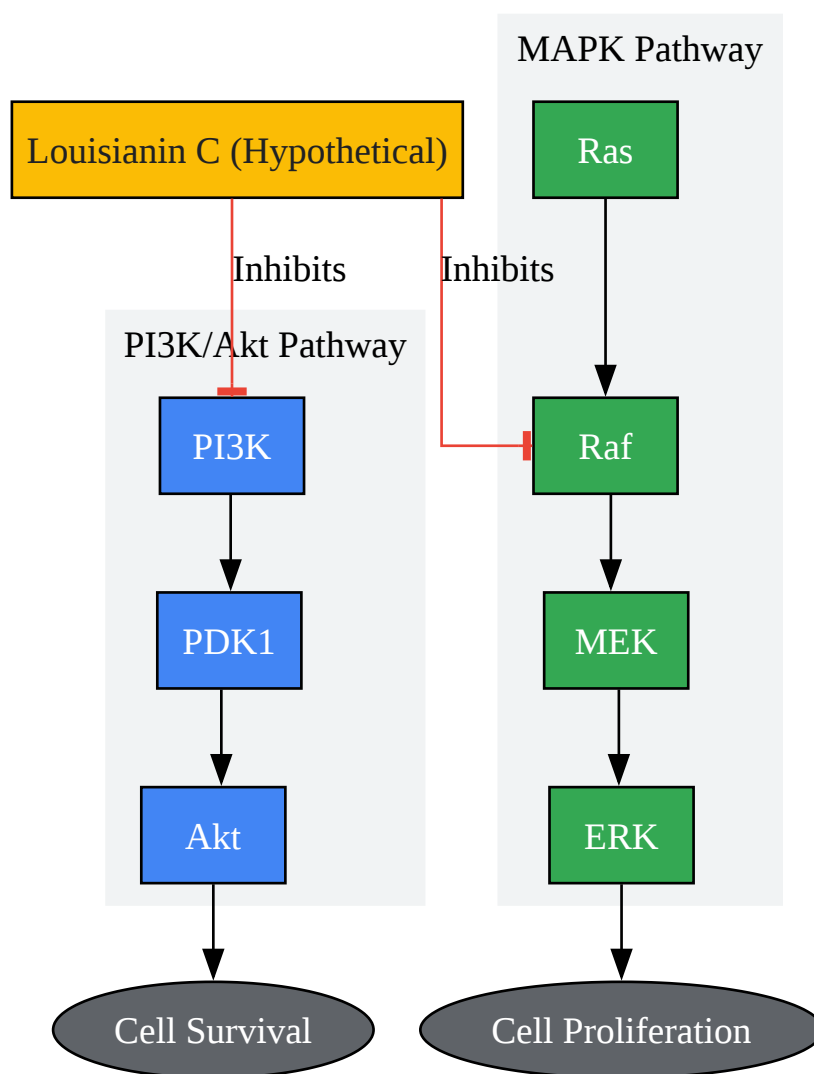 MAPK Pathway
Louisianin C (Hypothetical)
Ras
Inhibits
Inhibits
PI3K/Akt Pathway
PI3K
Raf
PDK1
MEK
Akt
ERK
Cell Survival
Cell Proliferation